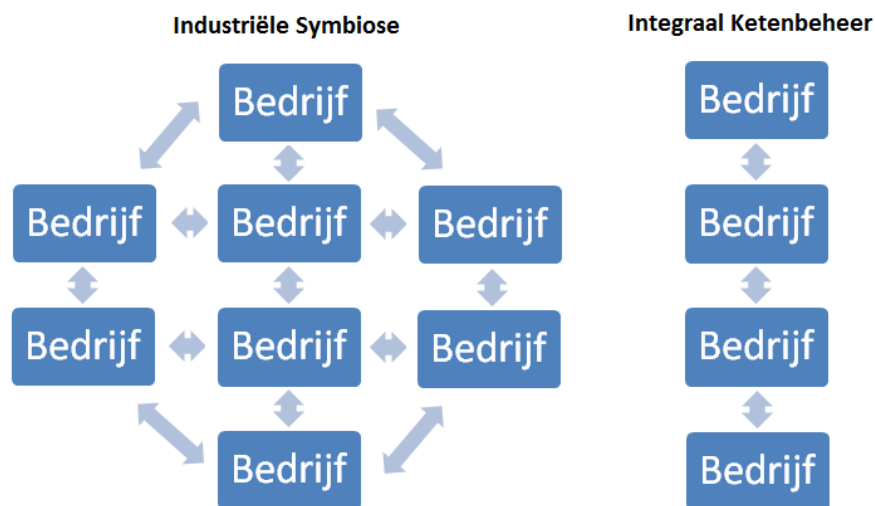 Industriële Symbiose
Bedrijf
Bedrijf Bedrijf Bedrijf
Bedrijf Bedrijf Bedrijf
Bedrijf
Integraal Ketenbeheer
Bedrijf
Bedrijf
Bedrijf
Bedrijf